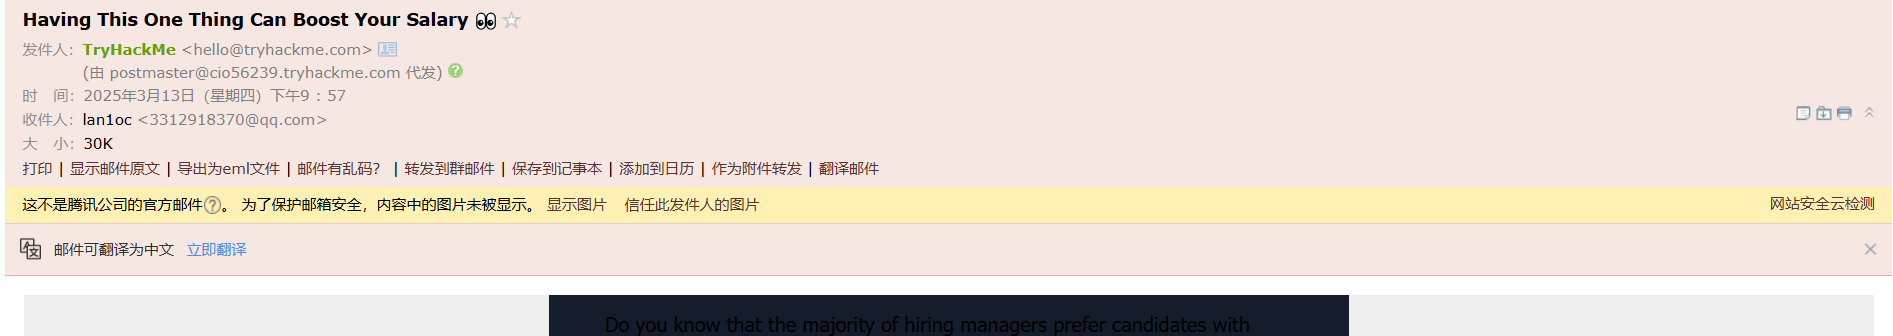 Having This One Thing Can Boost Your Salary 👀
发件人：TryHackMe <hello@tryhackme.com>
(由 postmaster@cio56239.tryhackme.com 代发)
时 间：2025年3月13日 (星期四) 下午9：57
收件人：lan1oc <3312918370@qq.com>
大 小：30K
打印 | 显示邮件原文 | 导出为eml文件 | 邮件有乱码？ | 转发到群邮件 | 保存到记事本 | 添加到日历 | 作为附件转发 | 翻译邮件
这不是腾讯公司的官方邮件?。 为了保护邮箱安全，内容中的图片未被显示。 显示图片 信任此发件人的图片 网站安全云检测
邮件可翻译为中文 立即翻译
Do you know that the majority of hiring managers prefer candidates with